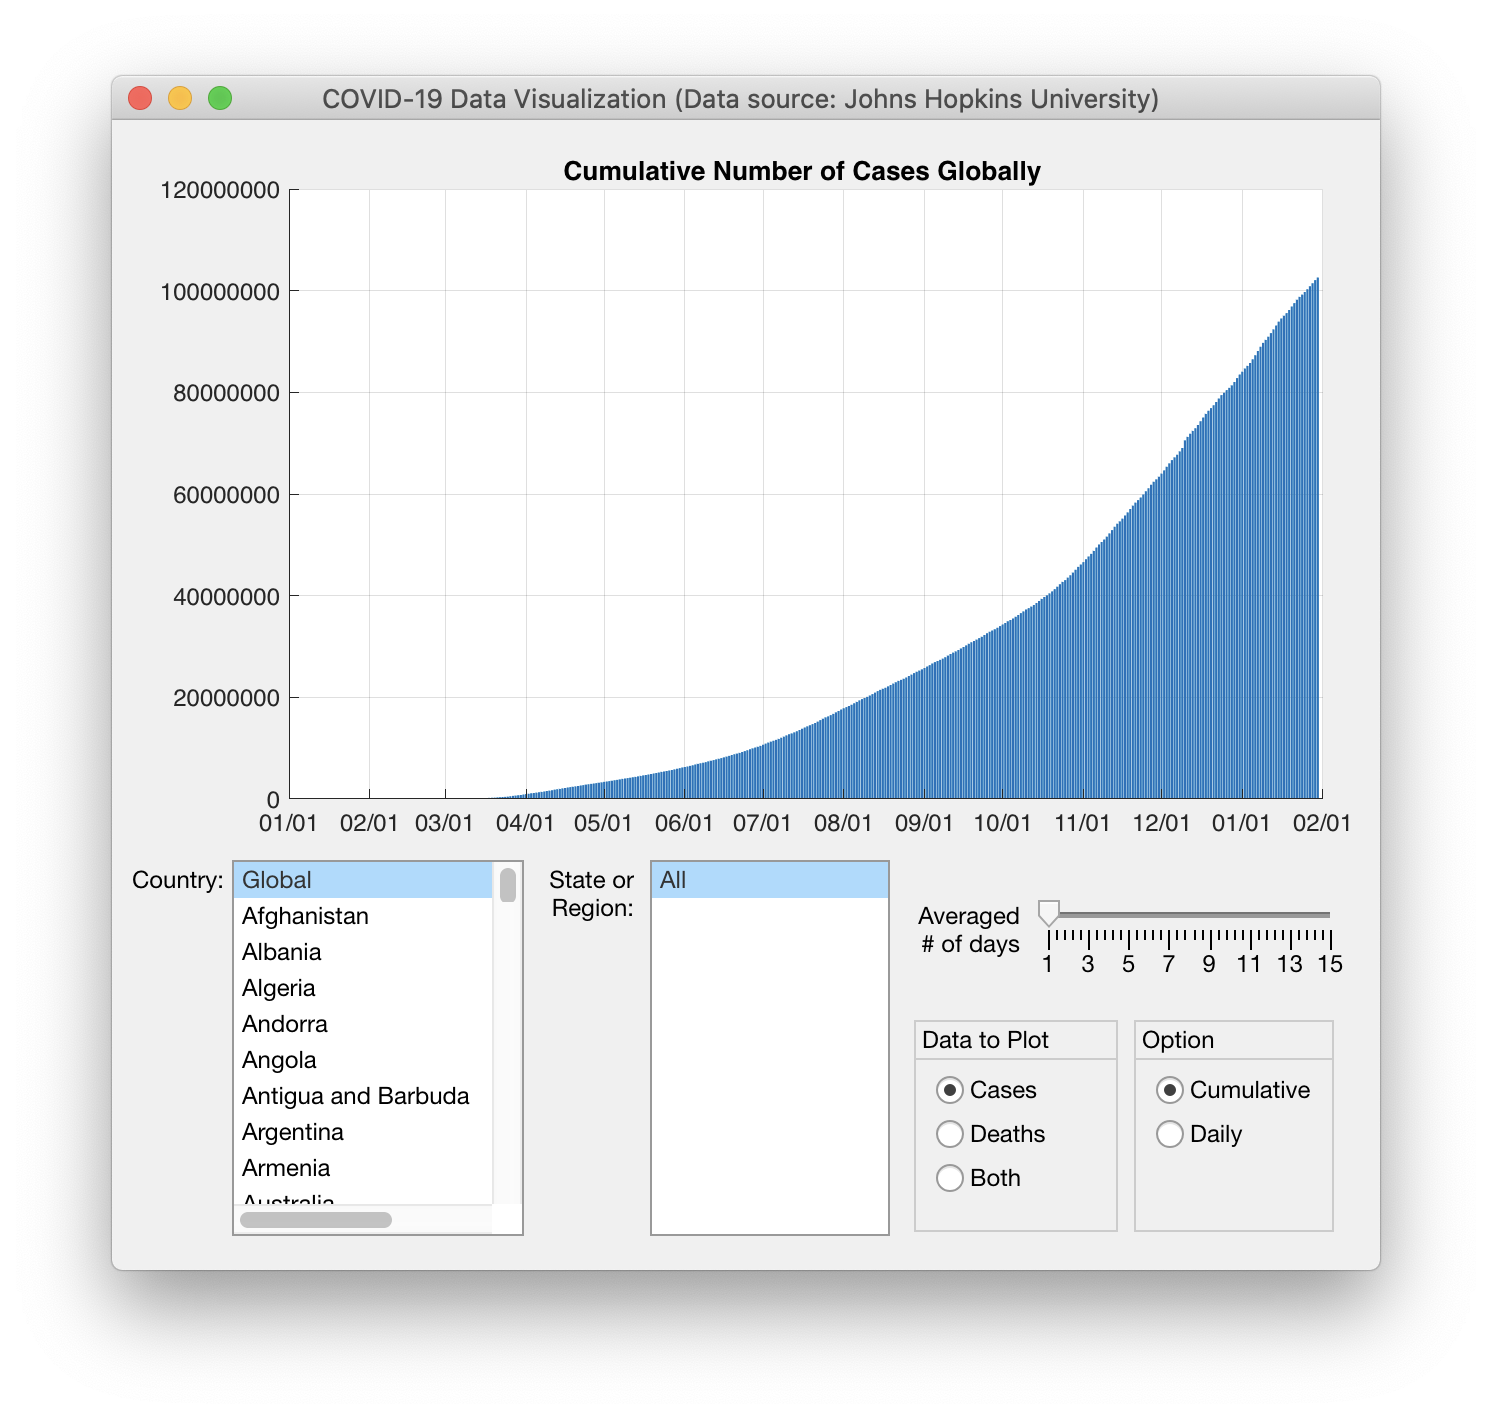 COVID-19 Data Visualization (Data source: Johns Hopkins University)
Cumulative Number of Cases Globally
120000000
100000000
80000000
60000000
40000000
20000000
0
01/01 02/01 03/01 04/01 05/01 06/01 07/01 08/01 09/01 10/01 11/01 12/01 01/01 02/01
Country:
Global
Afghanistan
Albania
Algeria
Andorra
Angola
Antigua and Barbuda
Argentina
Armenia
Australia
State or
Region:
All
Averaged
# of days
1 3 5 7 9 11 13 15
Data to Plot
Cases
Deaths
Both
Option
Cumulative
Daily